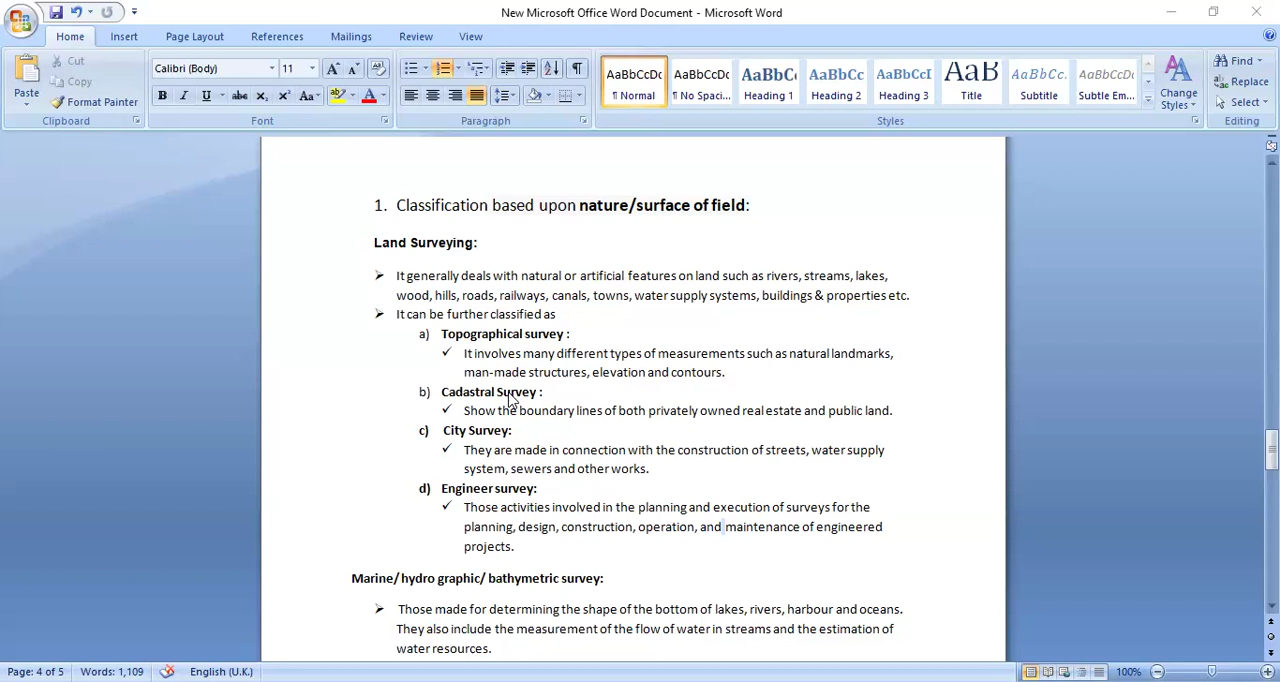 New Microsoft Office Word Document - Microsoft Word
Home Insert Page Layout References Mailings Review View
Paste
Cut
Copy
Format Painter
Clipboard
Calibri (Body) 11
B I U abc X₂ X² Aa
Font
Paragraph
AaBbCcDc AaBbCcDc AaBbC AaBbCc AaBbCcI AaB AaBbCc. AaBbCcDc
¶ Normal ¶ No Spaci... Heading 1 Heading 2 Heading 3 Title Subtitle Subtle Em...
Change Styles
Styles
Find
Replace
Select
Editing
1. Classification based upon nature/surface of field:
Land Surveying:
➢ It generally deals with natural or artificial features on land such as rivers, streams, lakes,
wood, hills, roads, railways, canals, towns, water supply systems, buildings & properties etc.
➢ It can be further classified as
a) Topographical survey :
✓ It involves many different types of measurements such as natural landmarks,
man-made structures, elevation and contours.
b) Cadastral Survey :
✓ Show the boundary lines of both privately owned real estate and public land.
c) City Survey:
✓ They are made in connection with the construction of streets, water supply
system, sewers and other works.
d) Engineer survey:
✓ Those activities involved in the planning and execution of surveys for the
planning, design, construction, operation, and maintenance of engineered
projects.
Marine/ hydro graphic/ bathymetric survey:
➢ Those made for determining the shape of the bottom of lakes, rivers, harbour and oceans.
They also include the measurement of the flow of water in streams and the estimation of
water resources.
Page: 4 of 5 Words: 1,109 English (U.K.) 100%